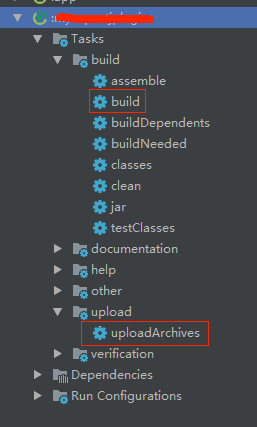 :app
Tasks
build
assemble
build
buildDependents
buildNeeded
classes
clean
jar
testClasses
documentation
help
other
upload
uploadArchives
verification
Dependencies
Run Configurations